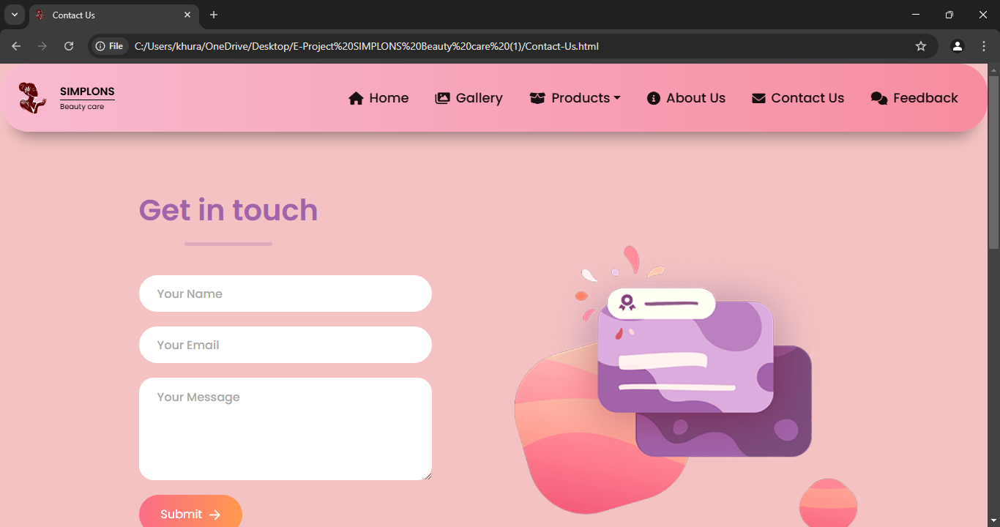 Contact Us
File C:/Users/khura/OneDrive/Desktop/E-Project%20SIMPLONS%20Beauty%20care%20(1)/Contact-Us.html
SIMPLONS
Beauty care
Home Gallery Products About Us Contact Us Feedback
Get in touch
Your Name
Your Email
Your Message
Submit